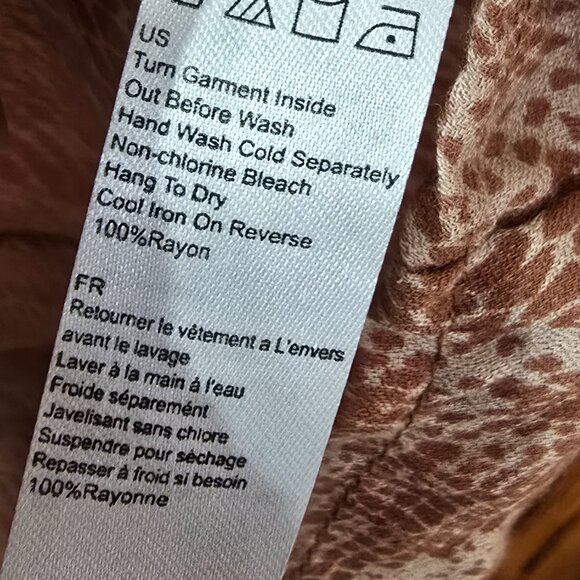 US
Turn Garment Inside
Out Before Wash
Hand Wash Cold Separately
Non-chlorine Bleach
Hang To Dry
Cool Iron On Reverse
100%Rayon
FR
Retourner le vêtement a L'envers
avant le lavage
Laver à la main à l'eau
Froide séparemént
Javelisant sans chlore
Suspendre pour séchage
Repasser à froid si besoin
100%Rayonne